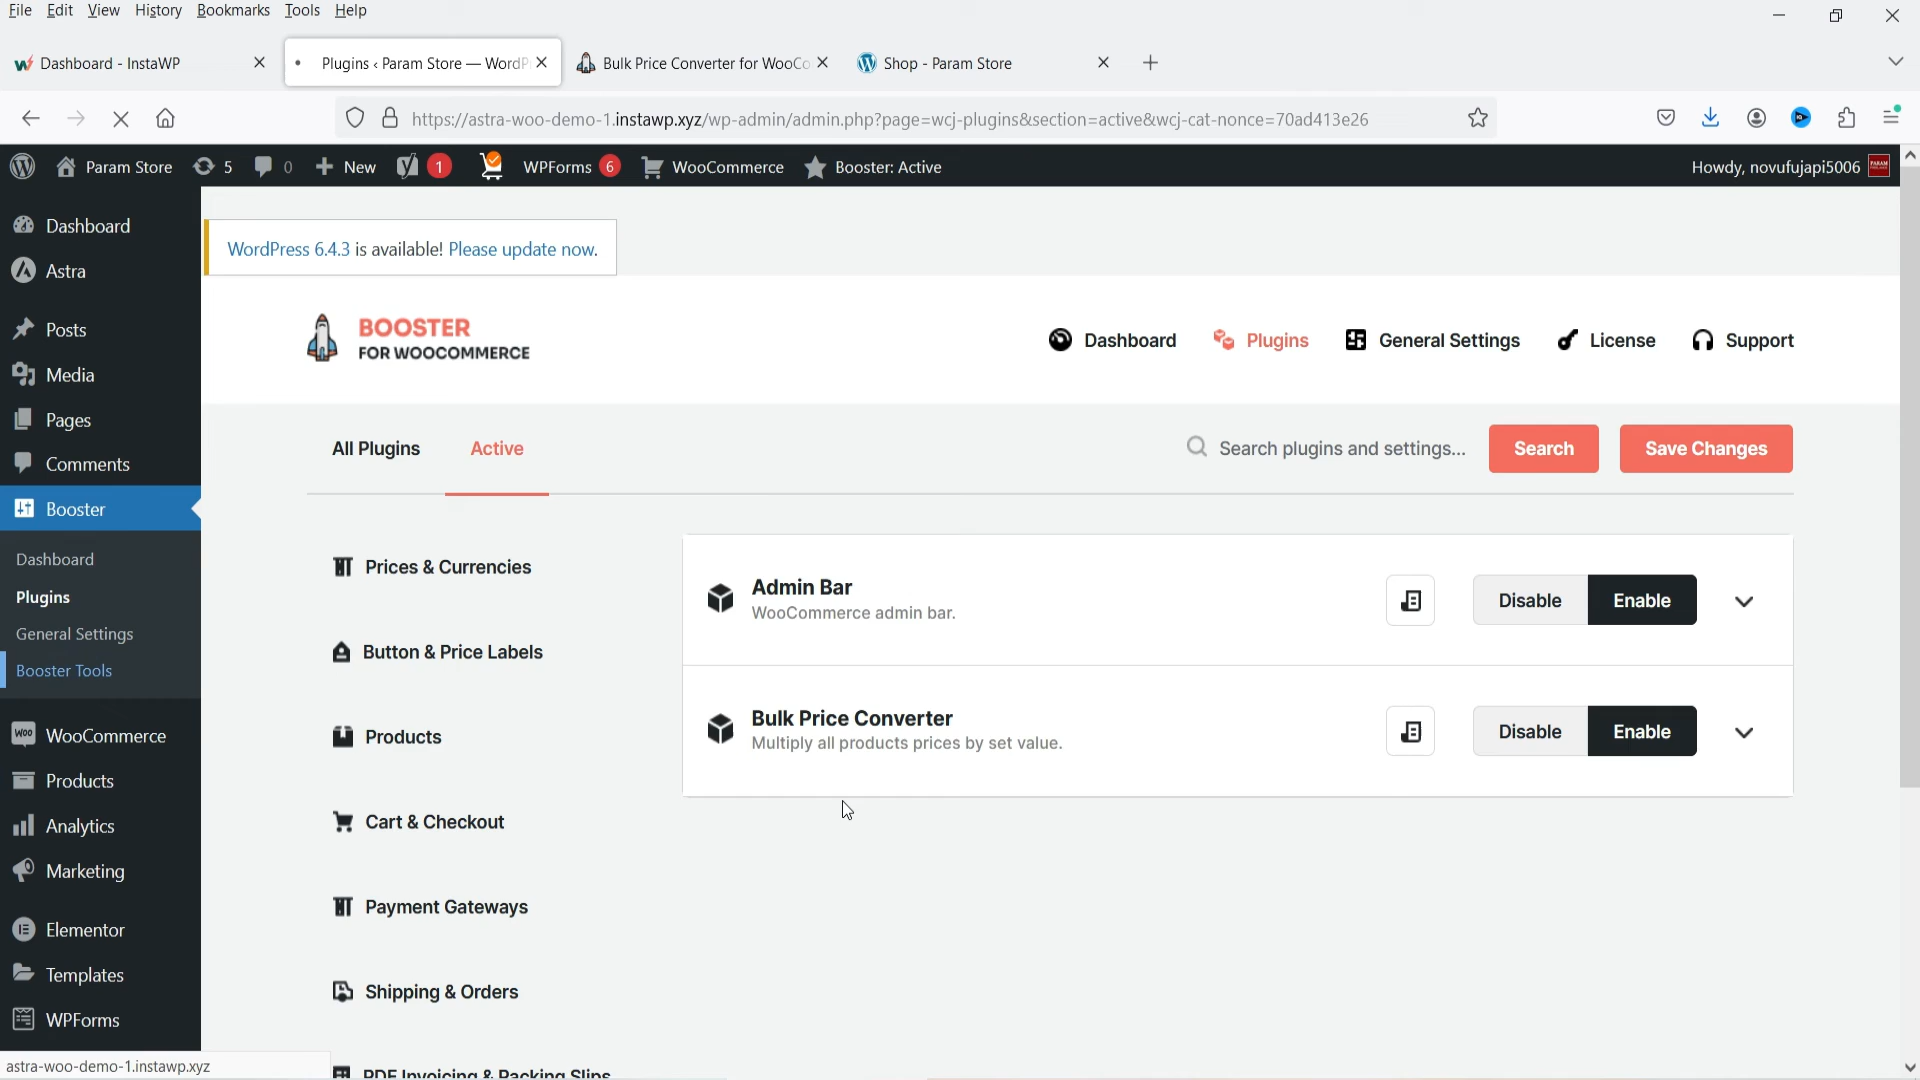 File Edit View History Bookmarks Tools Help
Dashboard - InstaWP
Plugins ‹ Param Store — WordP
Bulk Price Converter for WooCo
Shop - Param Store
https://astra-woo-demo-1.instawp.xyz/wp-admin/admin.php?page=wcj-plugins&section=active&wcj-cat-nonce=70ad413e26
Param Store 5 0 New 1 WPForms 6 WooCommerce Booster: Active Howdy, novufujapi5006
Dashboard
Astra
Posts
Media
Pages
Comments
Booster
Dashboard
Plugins
General Settings
Booster Tools
WooCommerce
Products
Analytics
Marketing
Elementor
Templates
WPForms
astra-woo-demo-1.instawp.xyz
WordPress 6.4.3 is available! Please update now.
BOOSTER
FOR WOOCOMMERCE
Dashboard Plugins General Settings License Support
All Plugins Active Search plugins and settings... Search Save Changes
Prices & Currencies
Button & Price Labels
Products
Cart & Checkout
Payment Gateways
Shipping & Orders
PDF Invoicing & Packing Slips
Admin Bar
WooCommerce admin bar.
Disable Enable
Bulk Price Converter
Multiply all products prices by set value.
Disable Enable